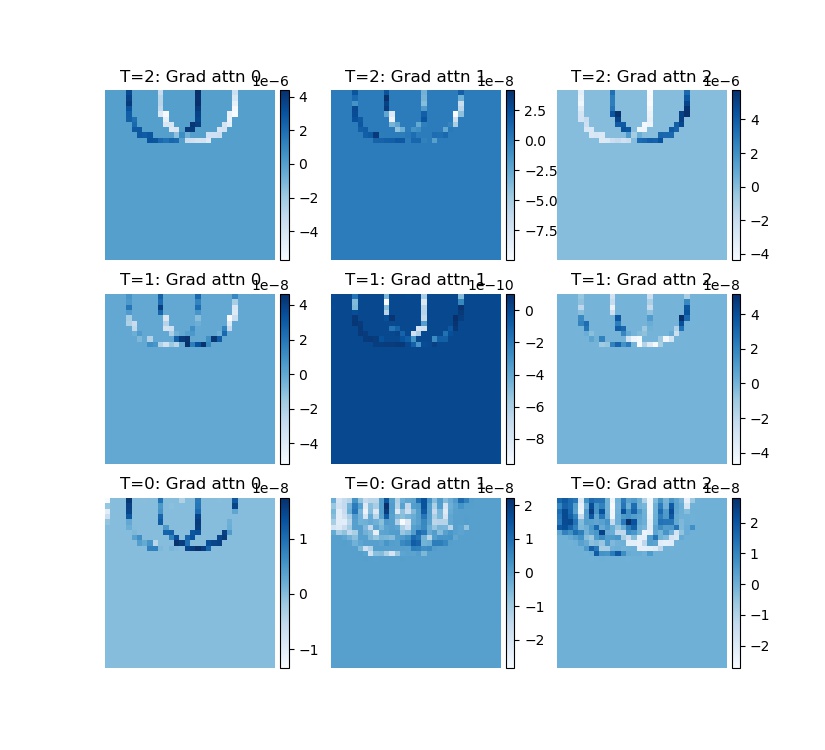 T=2: Grad attn 0
1e−6
4
2
0
−2
−4
T=2: Grad attn 1
1e−8
2.5
0.0
−2.5
−5.0
−7.5
T=2: Grad attn 2
1e−6
4
2
0
−2
−4
T=1: Grad attn 0
1e−8
4
2
0
−2
−4
T=1: Grad attn 1
1e−10
0
−2
−4
−6
−8
T=1: Grad attn 2
1e−8
4
2
0
−2
−4
T=0: Grad attn 0
1e−8
1
0
−1
T=0: Grad attn 1
1e−8
2
1
0
−1
−2
T=0: Grad attn 2
1e−8
2
1
0
−1
−2